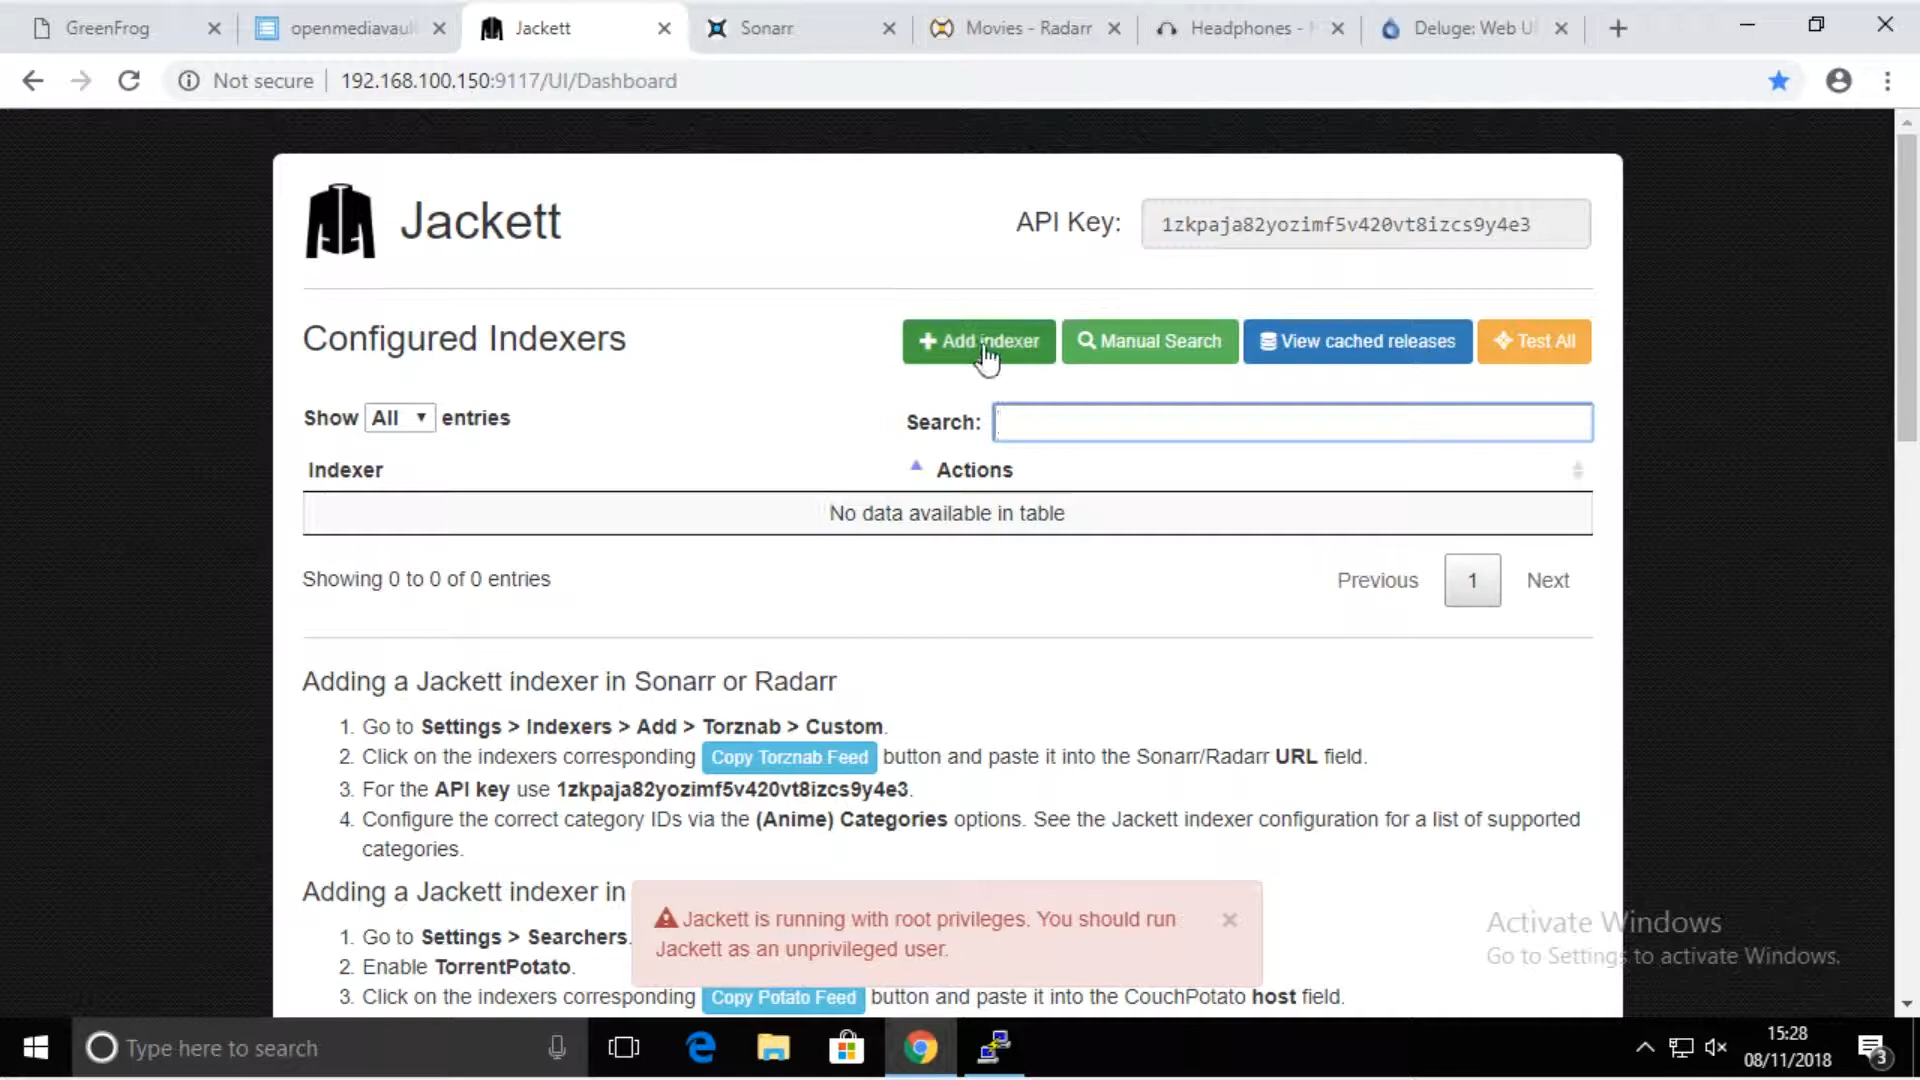 GreenFrog
openmediavaul
Jackett
Sonarr
Movies - Radarr
Headphones -
Deluge: Web U
Not secure
192.168.100.150:9117/UI/Dashboard
Jackett
API Key:
1zkpaja82yozimf5v420vt8izcs9y4e3
Configured Indexers
Add indexer
Manual Search
View cached releases
Test All
Show All entries
Search:
Indexer
Actions
No data available in table
Showing 0 to 0 of 0 entries
Previous
1
Next
Adding a Jackett indexer in Sonarr or Radarr
1. Go to Settings > Indexers > Add > Torznab > Custom.
2. Click on the indexers corresponding Copy Torznab Feed button and paste it into the Sonarr/Radarr URL field.
3. For the API key use 1zkpaja82yozimf5v420vt8izcs9y4e3.
4. Configure the correct category IDs via the (Anime) Categories options. See the Jackett indexer configuration for a list of supported
categories.
Adding a Jackett indexer in
1. Go to Settings > Searchers.
2. Enable TorrentPotato.
3. Click on the indexers corresponding Copy Potato Feed button and paste it into the CouchPotato host field.
Jackett is running with root privileges. You should run
Jackett as an unprivileged user.
Activate Windows
Go to Settings to activate Windows.
Type here to search
15:28
08/11/2018
3